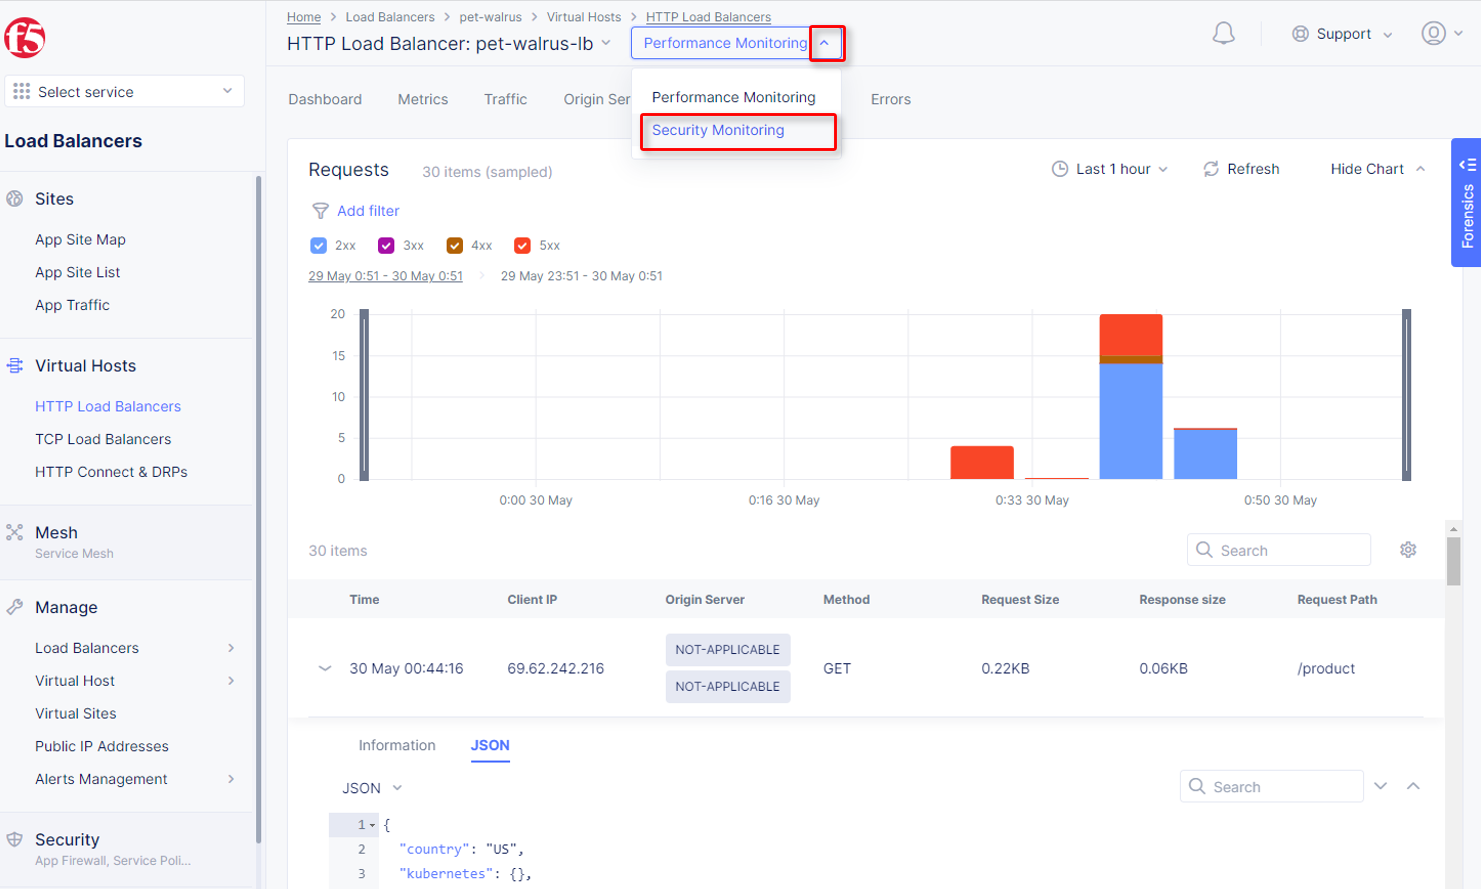 Home > Load Balancers > pet-walrus > Virtual Hosts > HTTP Load Balancers
f5
HTTP Load Balancer: pet-walrus-lb
Performance Monitoring
Support
Select service
Performance Monitoring
Security Monitoring
Dashboard
Metrics
Traffic
Origin Ser
Errors
Load Balancers
Sites
App Site Map
App Site List
App Traffic
Virtual Hosts
HTTP Load Balancers
TCP Load Balancers
HTTP Connect & DRPs
Mesh
Service Mesh
Manage
Load Balancers
Virtual Host
Virtual Sites
Public IP Addresses
Alerts Management
Security
App Firewall, Service Poli...
Requests
30 items (sampled)
Last 1 hour
Refresh
Hide Chart
Forensics
Add filter
2xx
3xx
4xx
5xx
29 May 0:51 - 30 May 0:51 > 29 May 23:51 - 30 May 0:51
20
15
10
5
0
0:00 30 May
0:16 30 May
0:33 30 May
0:50 30 May
30 items
Search
Time
Client IP
Origin Server
Method
Request Size
Response size
Request Path
30 May 00:44:16
69.62.242.216
NOT-APPLICABLE
NOT-APPLICABLE
GET
0.22KB
0.06KB
/product
Information
JSON
JSON
Search
1 {
2 "country": "US",
3 "kubernetes": {},